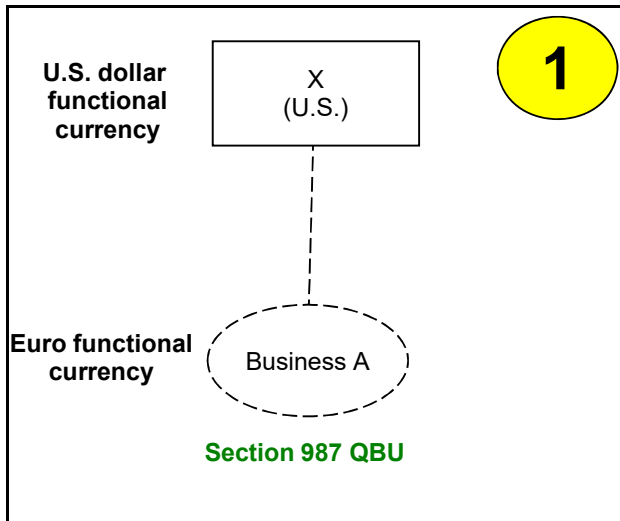 U.S. dollar
functional
currency
X
(U.S.)
1
Euro functional
currency
Business A
Section 987 QBU